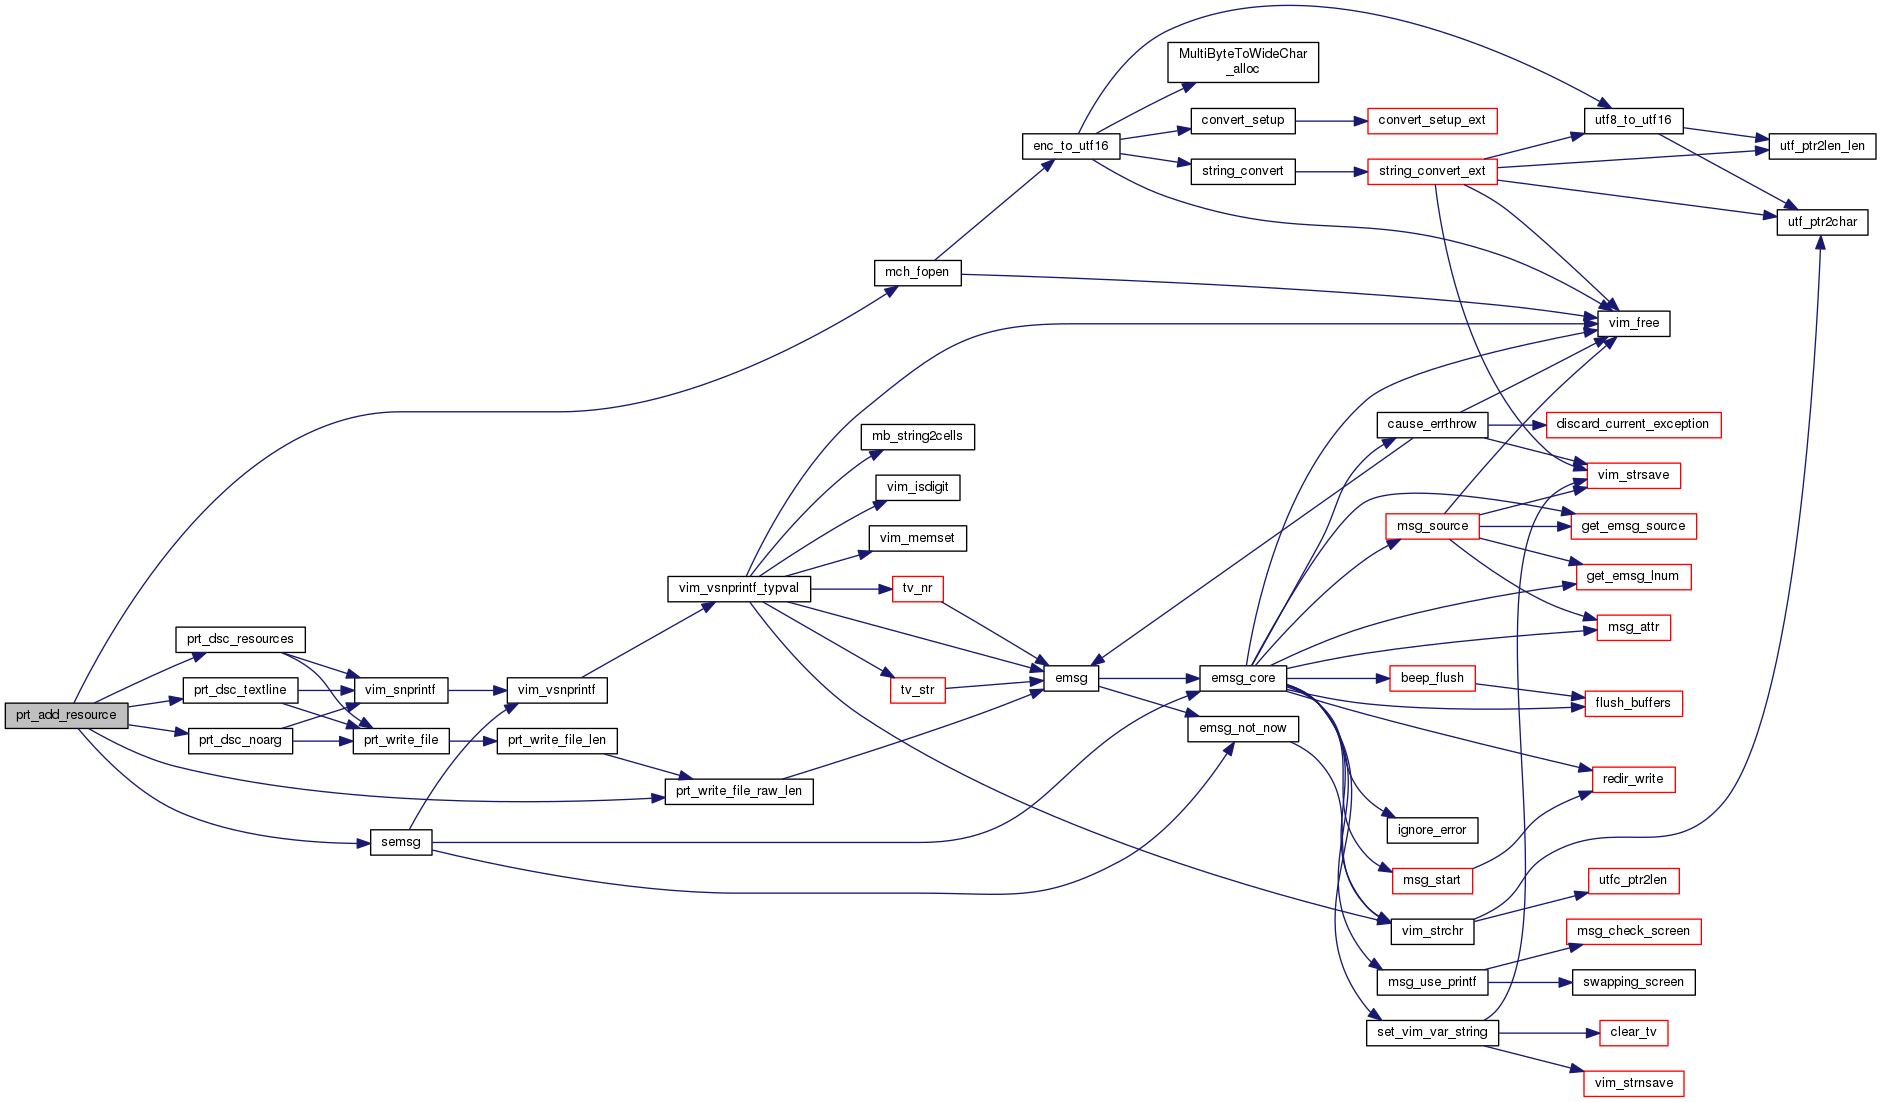 MultiByteToWideChar
_alloc
convert_setup
convert_setup_ext
utf8_to_utf16
enc_to_utf16
utf_ptr2len_len
string_convert
string_convert_ext
utf_ptr2char
mch_fopen
vim_free
cause_errthrow
discard_current_exception
mb_string2cells
vim_strsave
vim_isdigit
msg_source
get_emsg_source
vim_memset
get_emsg_lnum
vim_vsnprintf_typval
tv_nr
msg_attr
prt_dsc_resources
emsg
emsg_core
beep_flush
prt_dsc_textline
vim_snprintf
vim_vsnprintf
tv_str
flush_buffers
prt_add_resource
emsg_not_now
prt_dsc_noarg
prt_write_file
prt_write_file_len
redir_write
prt_write_file_raw_len
ignore_error
semsg
msg_start
utfc_ptr2len
vim_strchr
msg_check_screen
msg_use_printf
swapping_screen
set_vim_var_string
clear_tv
vim_strnsave